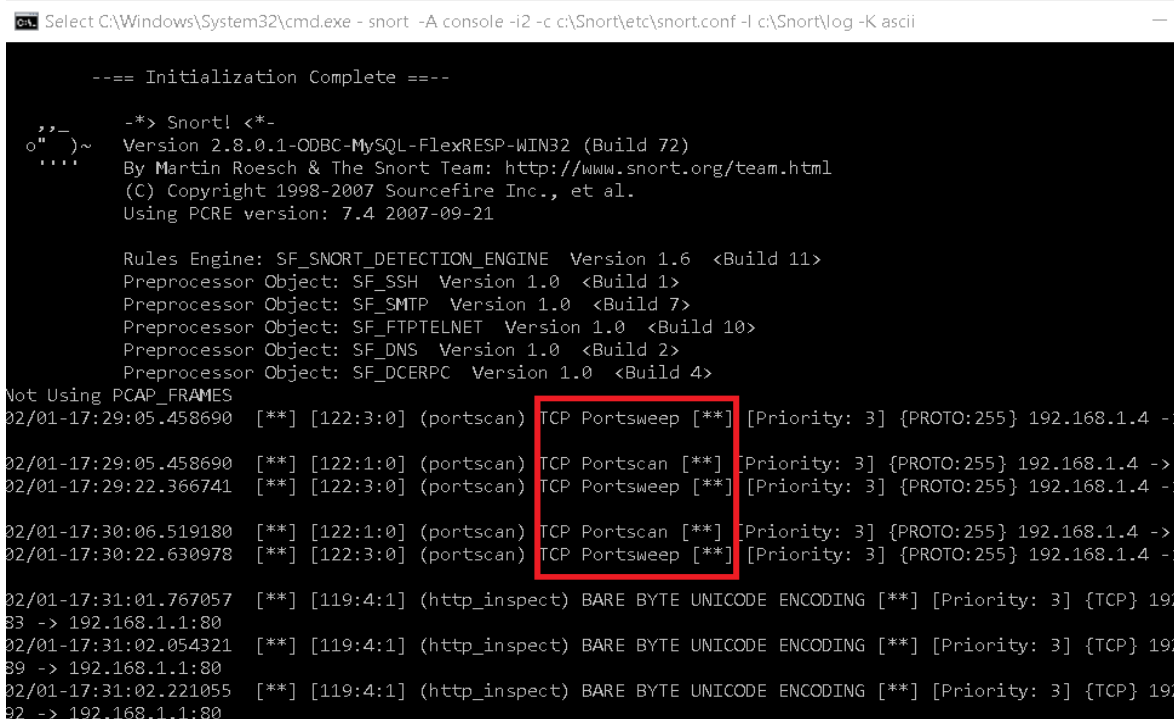 Select C:\Windows\System32\cmd.exe - snort  -A console -i2 -c c:\Snort\etc\snort.conf -l c:\Snort\log -K ascii
--== Initialization Complete ==--
,,_     -*> Snort! <*-
o"  )~   Version 2.8.0.1-ODBC-MySQL-FlexRESP-WIN32 (Build 72)
''''    By Martin Roesch & The Snort Team: http://www.snort.org/team.html
(C) Copyright 1998-2007 Sourcefire Inc., et al.
Using PCRE version: 7.4 2007-09-21
Rules Engine: SF_SNORT_DETECTION_ENGINE  Version 1.6  <Build 11>
Preprocessor Object: SF_SSH  Version 1.0  <Build 1>
Preprocessor Object: SF_SMTP  Version 1.0  <Build 7>
Preprocessor Object: SF_FTPTELNET  Version 1.0  <Build 10>
Preprocessor Object: SF_DNS  Version 1.0  <Build 2>
Preprocessor Object: SF_DCERPC  Version 1.0  <Build 4>
Not Using PCAP_FRAMES
02/01-17:29:05.458690  [**] [122:3:0] (portscan) TCP Portsweep [**] [Priority: 3] {PROTO:255} 192.168.1.4 -
02/01-17:29:05.458690  [**] [122:1:0] (portscan) TCP Portscan [**] [Priority: 3] {PROTO:255} 192.168.1.4 ->
02/01-17:29:22.366741  [**] [122:3:0] (portscan) TCP Portsweep [**] [Priority: 3] {PROTO:255} 192.168.1.4 -
02/01-17:30:06.519180  [**] [122:1:0] (portscan) TCP Portscan [**] [Priority: 3] {PROTO:255} 192.168.1.4 ->
02/01-17:30:22.630978  [**] [122:3:0] (portscan) TCP Portsweep [**] [Priority: 3] {PROTO:255} 192.168.1.4 -
02/01-17:31:01.767057  [**] [119:4:1] (http_inspect) BARE BYTE UNICODE ENCODING [**] [Priority: 3] {TCP} 192
83 -> 192.168.1.1:80
02/01-17:31:02.054321  [**] [119:4:1] (http_inspect) BARE BYTE UNICODE ENCODING [**] [Priority: 3] {TCP} 192
89 -> 192.168.1.1:80
02/01-17:31:02.221055  [**] [119:4:1] (http_inspect) BARE BYTE UNICODE ENCODING [**] [Priority: 3] {TCP} 192
92 -> 192.168.1.1:80